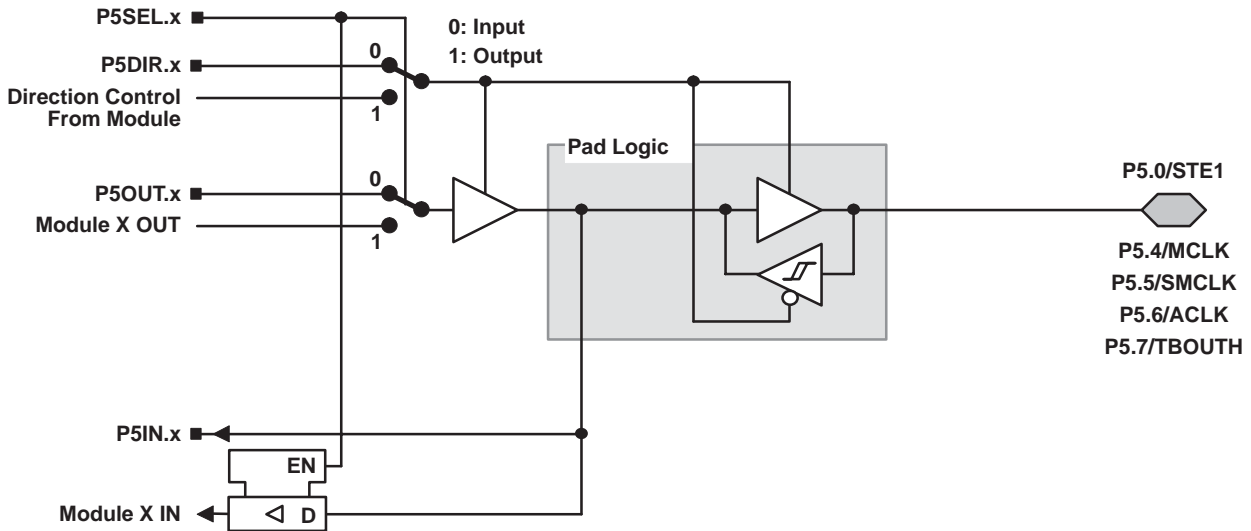 P5SEL.x
0: Input
1: Output
P5DIR.x
0
Direction Control
From Module
1
Pad Logic
P5OUT.x
0
Module X OUT
1
P5.0/STE1
P5.4/MCLK
P5.5/SMCLK
P5.6/ACLK
P5.7/TBOUTH
P5IN.x
EN
Module X IN
D